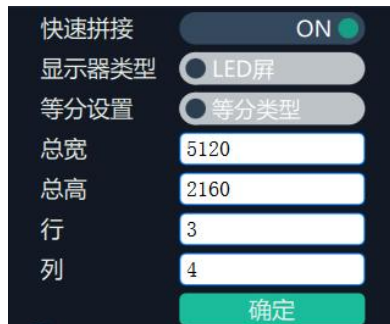 快速拼接 ON
显示器类型 LED屏
等分设置 等分类型
总宽 5120
总高 2160
行 3
列 4
确定